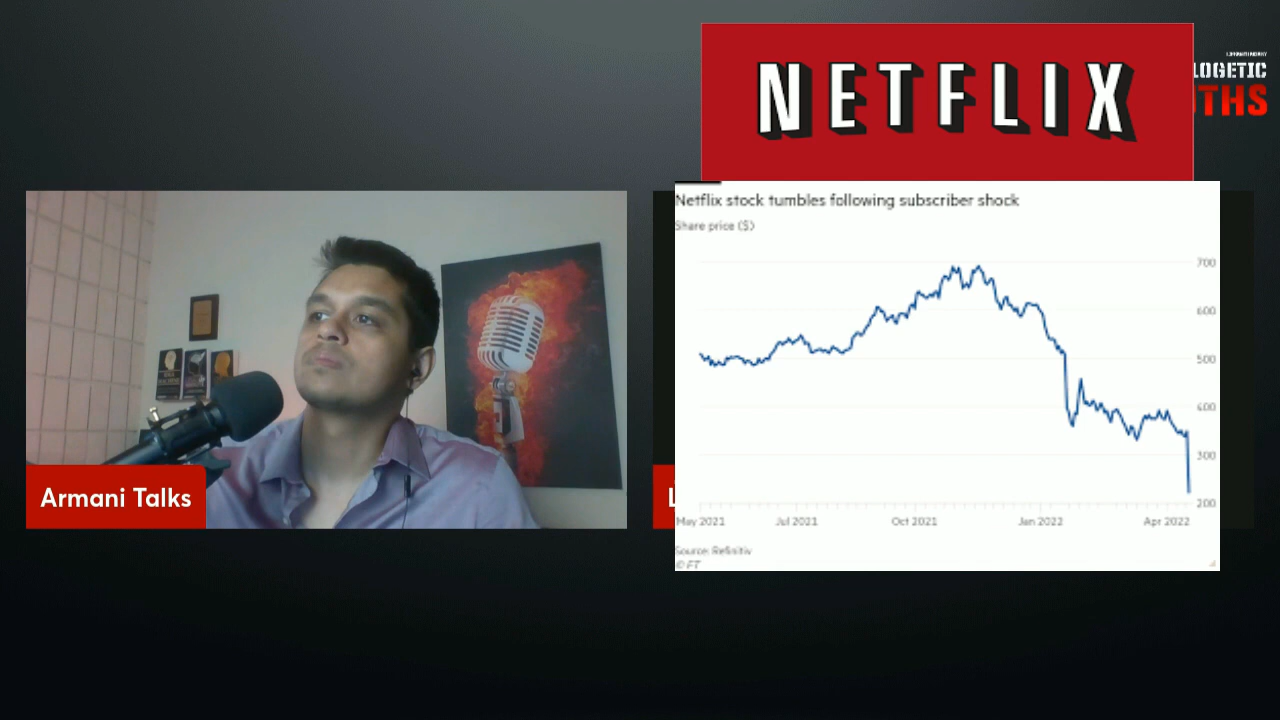 NETFLIX
LOGETIC
THS
Netflix stock tumbles following subscriber shock
Share price ($)
700
600
500
400
300
200
May 2021 Jul 2021 Oct 2021 Jan 2022 Apr 2022
Source: Refinitiv
© FT
Armani Talks